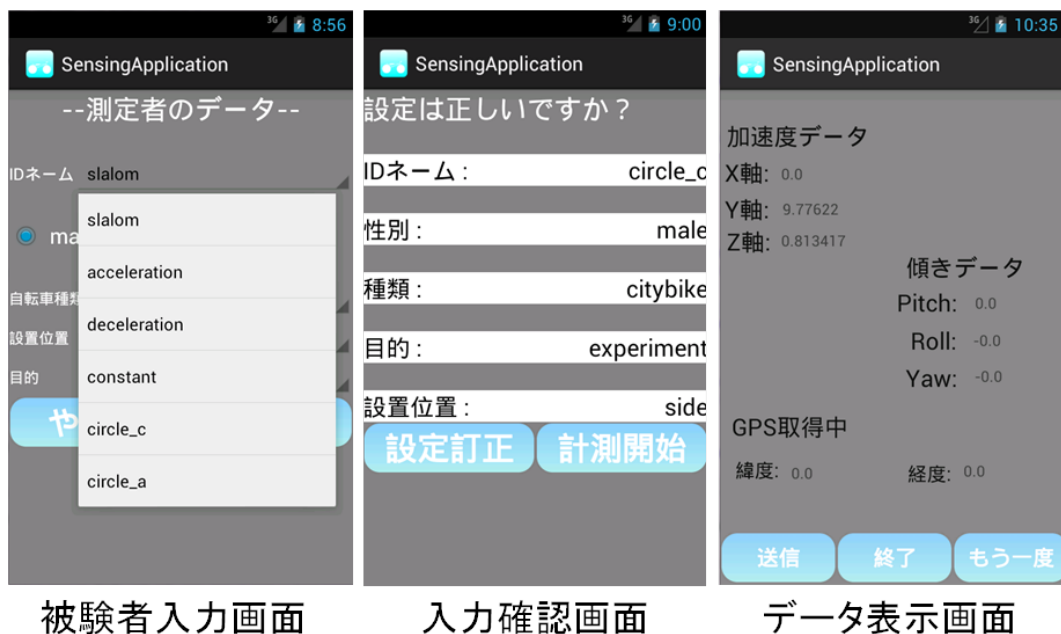 3G 8:56
SensingApplication
--測定者のデータ--
IDネーム slalom
slalom
ma
acceleration
自転車種類
deceleration
設置位置
constant
目的
や
circle_c
circle_a
被験者入力画面
3G 9:00
SensingApplication
設定は正しいですか？
IDネーム : circle_c
性別 : male
種類 : citybike
目的 : experiment
設置位置 : side
設定訂正 計測開始
入力確認画面
3G 10:35
SensingApplication
加速度データ
X軸: 0.0
Y軸: 9.77622
Z軸: 0.813417
傾きデータ
Pitch: 0.0
Roll: -0.0
Yaw: -0.0
GPS取得中
緯度: 0.0 経度: 0.0
送信 終了 もう一度
データ表示画面